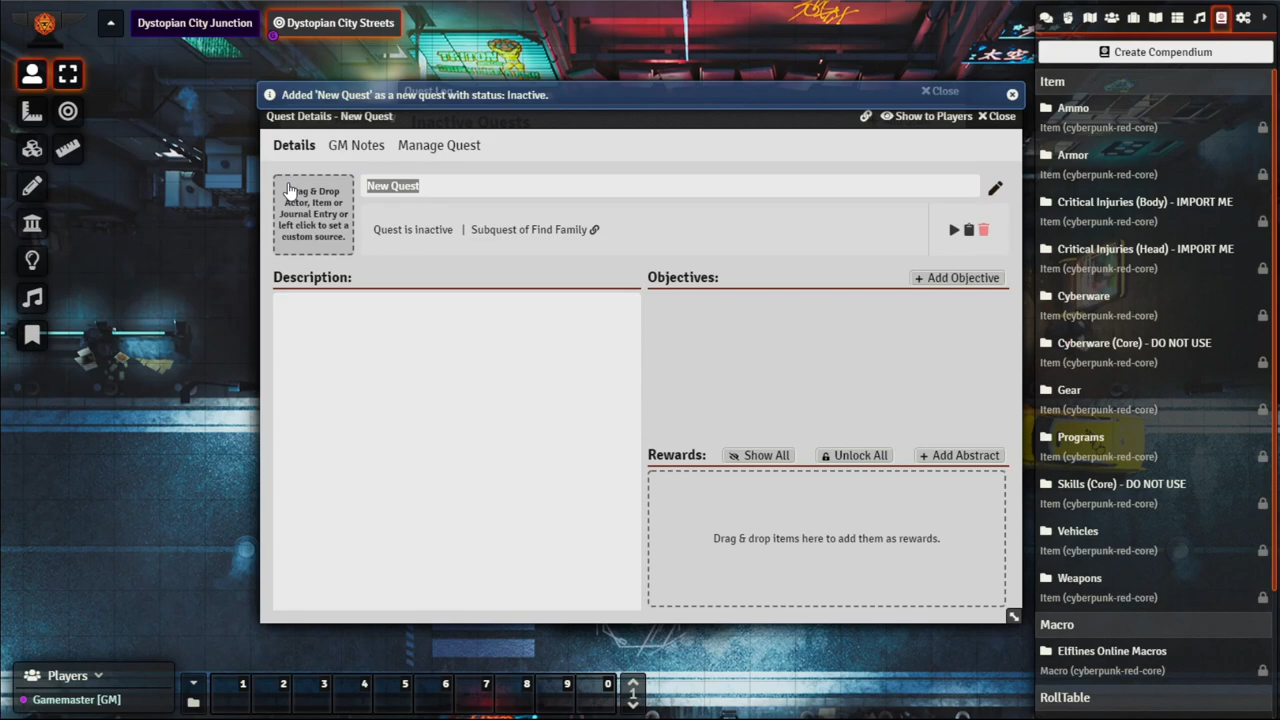 Dystopian City Junction
Dystopian City Streets
G
Create Compendium
Added 'New Quest' as a new quest with status: Inactive.
Close
Inactive Quests
Quest Details - New Quest
Show to Players
Close
Details
GM Notes
Manage Quest
Drag & Drop
Actor, Item or
Journal Entry or
left click to set a
custom source.
New Quest
Quest is inactive | Subquest of Find Family
Description:
Objectives:
+ Add Objective
Rewards:
Show All
Unlock All
+ Add Abstract
Drag & drop items here to add them as rewards.
Item
Ammo
Item (cyberpunk-red-core)
Armor
Item (cyberpunk-red-core)
Critical Injuries (Body) - IMPORT ME
Item (cyberpunk-red-core)
Critical Injuries (Head) - IMPORT ME
Item (cyberpunk-red-core)
Cyberware
Item (cyberpunk-red-core)
Cyberware (Core) - DO NOT USE
Item (cyberpunk-red-core)
Gear
Item (cyberpunk-red-core)
Programs
Item (cyberpunk-red-core)
Skills (Core) - DO NOT USE
Item (cyberpunk-red-core)
Vehicles
Item (cyberpunk-red-core)
Weapons
Item (cyberpunk-red-core)
Macro
Elflines Online Macros
Macro (cyberpunk-red-core)
RollTable
Players
Gamemaster [GM]
1 2 3 4 5 6 7 8 9 0
1